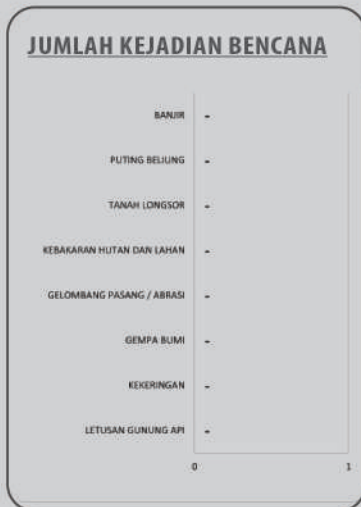 JUMLAH KEJADIAN BENCANA
BANJIR -
PUTING BELIUNG -
TANAH LONGSOR -
KEBAKARAN HUTAN DAN LAHAN -
GELOMBANG PASANG / ABRASI -
GEMPA BUMI -
KEKERINGAN -
LETUSAN GUNUNG API -
0 1